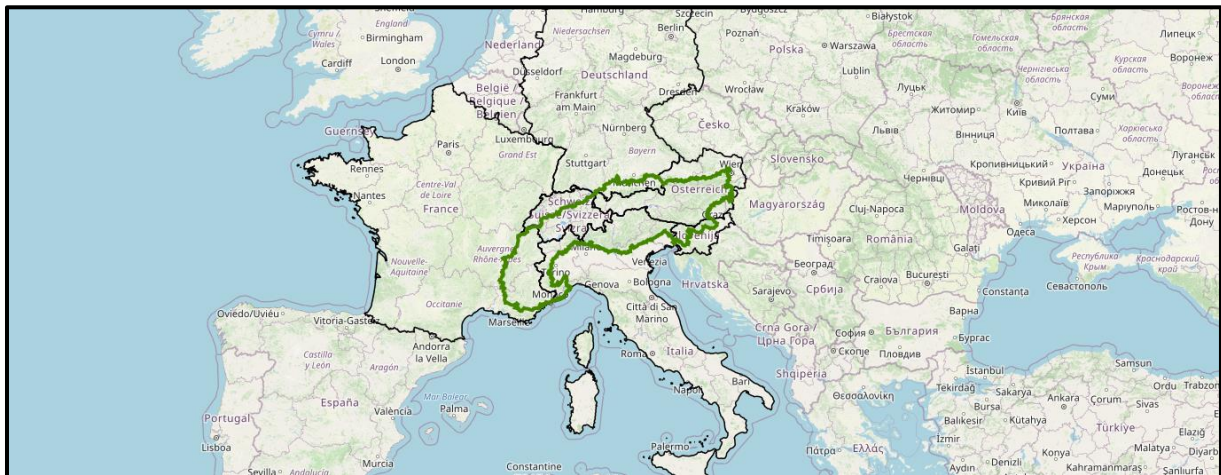 England
Cymru /
Wales
Birmingham
Cardiff
London
Nederland
Niedersachsen
Berlin
Szczecin
Bydgoszcz
Białystok
Magdeburg
Poznań
Warszawa
Polska
Deutschland
Düsseldorf
België /
Belgique /
Belgien
Dresden
Wrocław
Lublin
Frankfurt
am Main
Kraków
Luxembourg
Nürnberg
Česko
Guernsey
Paris
Grand Est
Stuttgart
Bayern
Slovensko
Rennes
Nantes
Centre-Val
de Loire
France
Österreich
Magyarország
Cluj-Napoca
Nouvelle-
Aquitaine
Auvergne
Rhône-Alpes
Torino
Milano
Venezia
Genova
Bologna
Hrvatska
Timișoara
România
Occitanie
Marseille
Città di San
Marino
Београд
Craiova
București
Sarajevo
Србија
Constanța
Galați
Moldova
Одеса
Брестская
область
Гомельская
область
Брянская
область
Липецк
Курская
область
Воронеж
Луцьк
Чернігівська
область
Суми
Житомир
Київ
Львів
Вінниця
Полтава
Харківська
область
Україна
Луганськ
Чернівці
Кропивницький
Кривий Ріг
Донецьк
Запоріжжя
Миколаїв
Маріуполь
Херсон
Ростов-
Дону
Республика
Крым
Севастополь
Краснодарский
край
Oviedo/Uviéu
Vitoria-Gasteiz
Andorra
la Vella
Castilla
y León
Aragón
Portugal
España
Lisboa
València
Palma
Mar Balear
Murcia
Sevilla
Andalucía
Roma
Italia
Napoli
Bari
Palermo
Constantine
Crna Gora /
Црна Гора
София
България
Скопје
Пловдив
Варна
Бургас
Shqipëria
Θεσσαλονίκη
Ελλάς
Πάτρα
İstanbul
Tekirdağ
Sakarya
Bursa
Balıkesir
Kütahya
İzmir
Aydın
Denizli
Ankara
Konya
Çorum
Samsun
Ordu
Trabzon
Sivas
Türkiye
Elazığ
Kahramanmaraş
Şanlıurfa